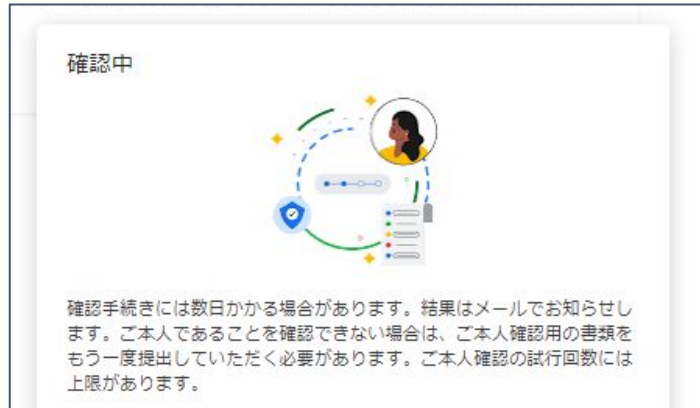 確認中
確認手続きには数日かかる場合があります。結果はメールでお知らせし
ます。ご本人であることを確認できない場合は、ご本人確認用の書類を
もう一度提出していただく必要があります。ご本人確認の試行回数には
上限があります。